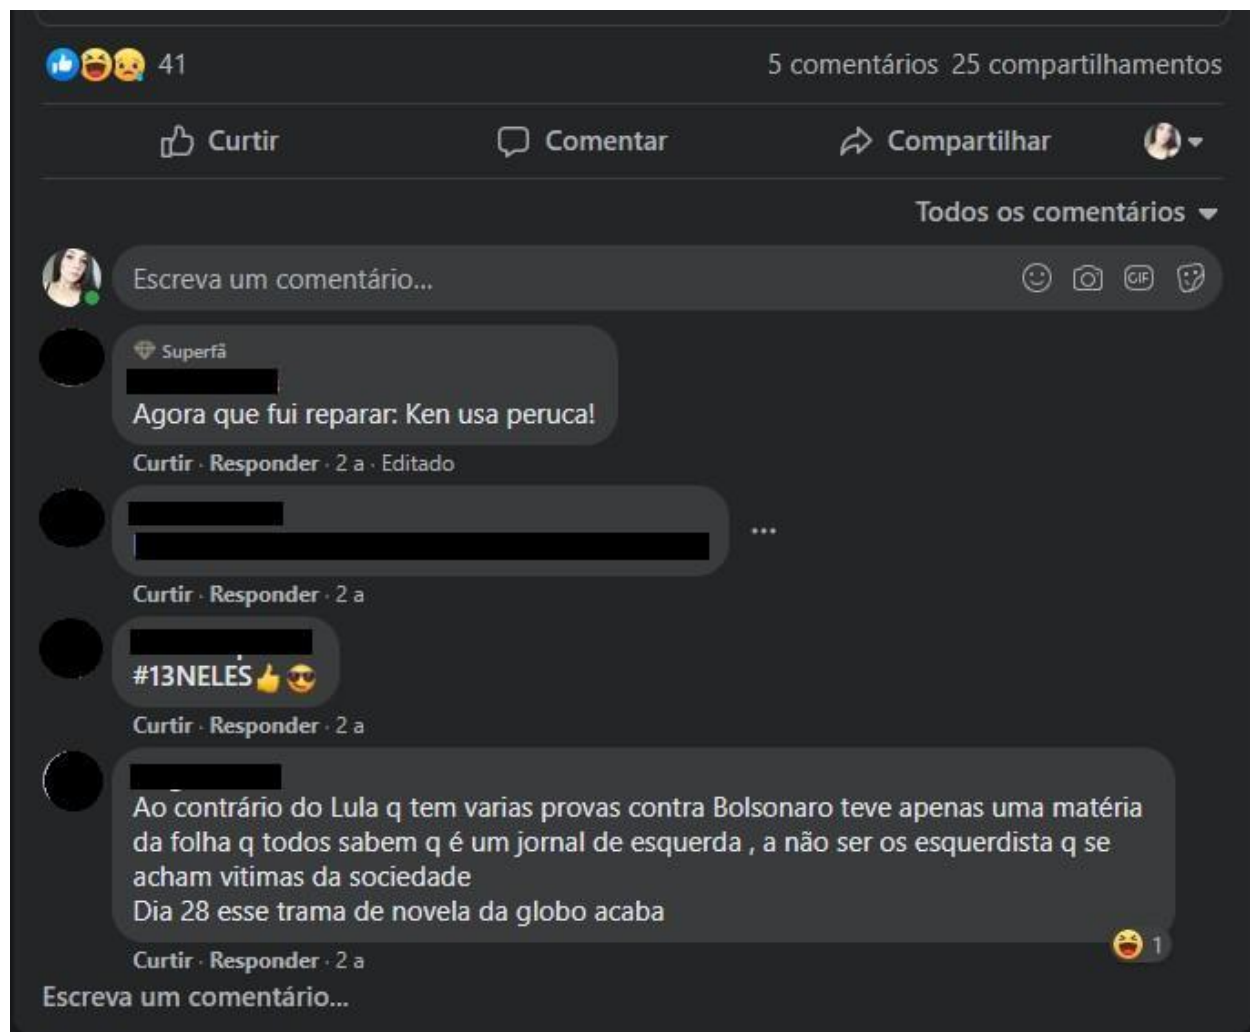 41
5 comentários 25 compartilhamentos
Curtir Comentar Compartilhar
Todos os comentários
Escreva um comentário...
GIF
Superfã
Agora que fui reparar: Ken usa peruca!
Curtir · Responder · 2 a · Editado
Curtir · Responder · 2 a
#13NELES👍😎
Curtir · Responder · 2 a
Ao contrário do Lula q tem varias provas contra Bolsonaro teve apenas uma matéria
da folha q todos sabem q é um jornal de esquerda , a não ser os esquerdista q se
acham vitimas da sociedade
Dia 28 esse trama de novela da globo acaba
1
Curtir · Responder · 2 a
Escreva um comentário...